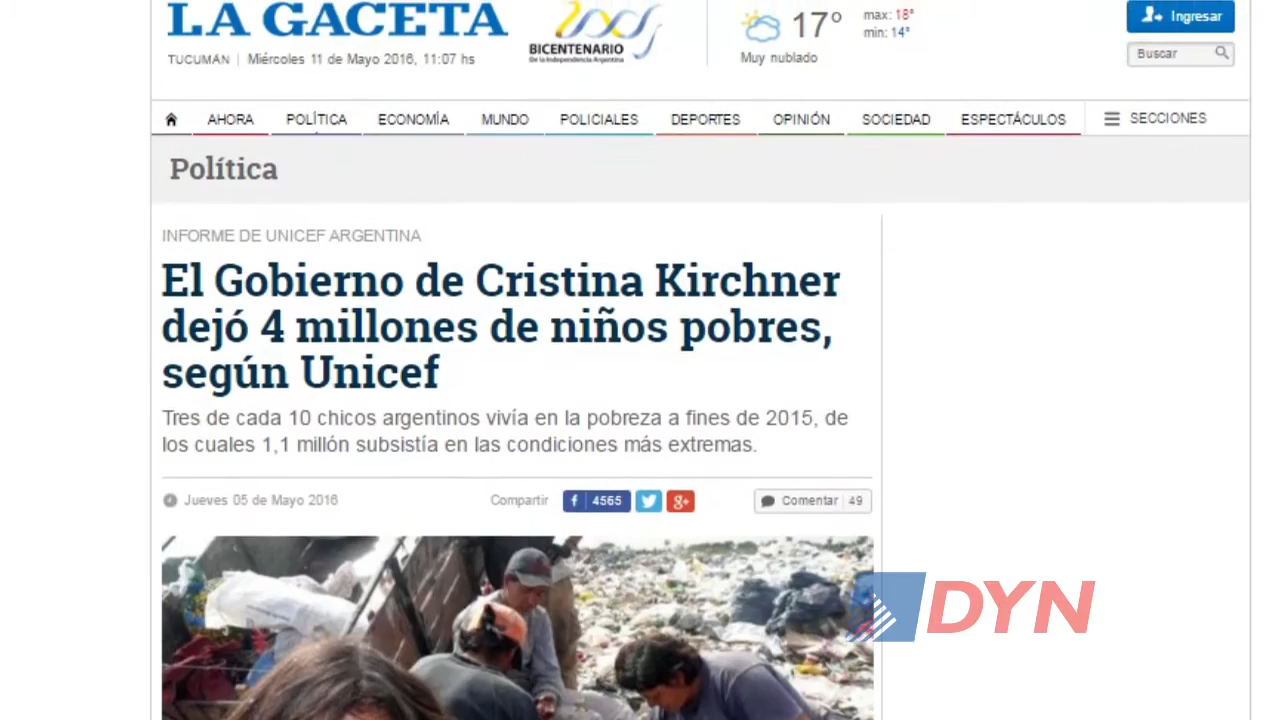 LA GACETA
BICENTENARIO
De la Independencia Argentina
TUCUMÁN | Miércoles 11 de Mayo 2016, 11:07 hs
17°
max: 18°
min: 14°
Muy nublado
Ingresar
Buscar
AHORA POLÍTICA ECONOMÍA MUNDO POLICIALES DEPORTES OPINIÓN SOCIEDAD ESPECTÁCULOS SECCIONES
Política
INFORME DE UNICEF ARGENTINA
El Gobierno de Cristina Kirchner
dejó 4 millones de niños pobres,
según Unicef
Tres de cada 10 chicos argentinos vivía en la pobreza a fines de 2015, de
los cuales 1,1 millón subsistía en las condiciones más extremas.
Jueves 05 de Mayo 2016 Compartir f 4565 g+ Comentar 49
DYN